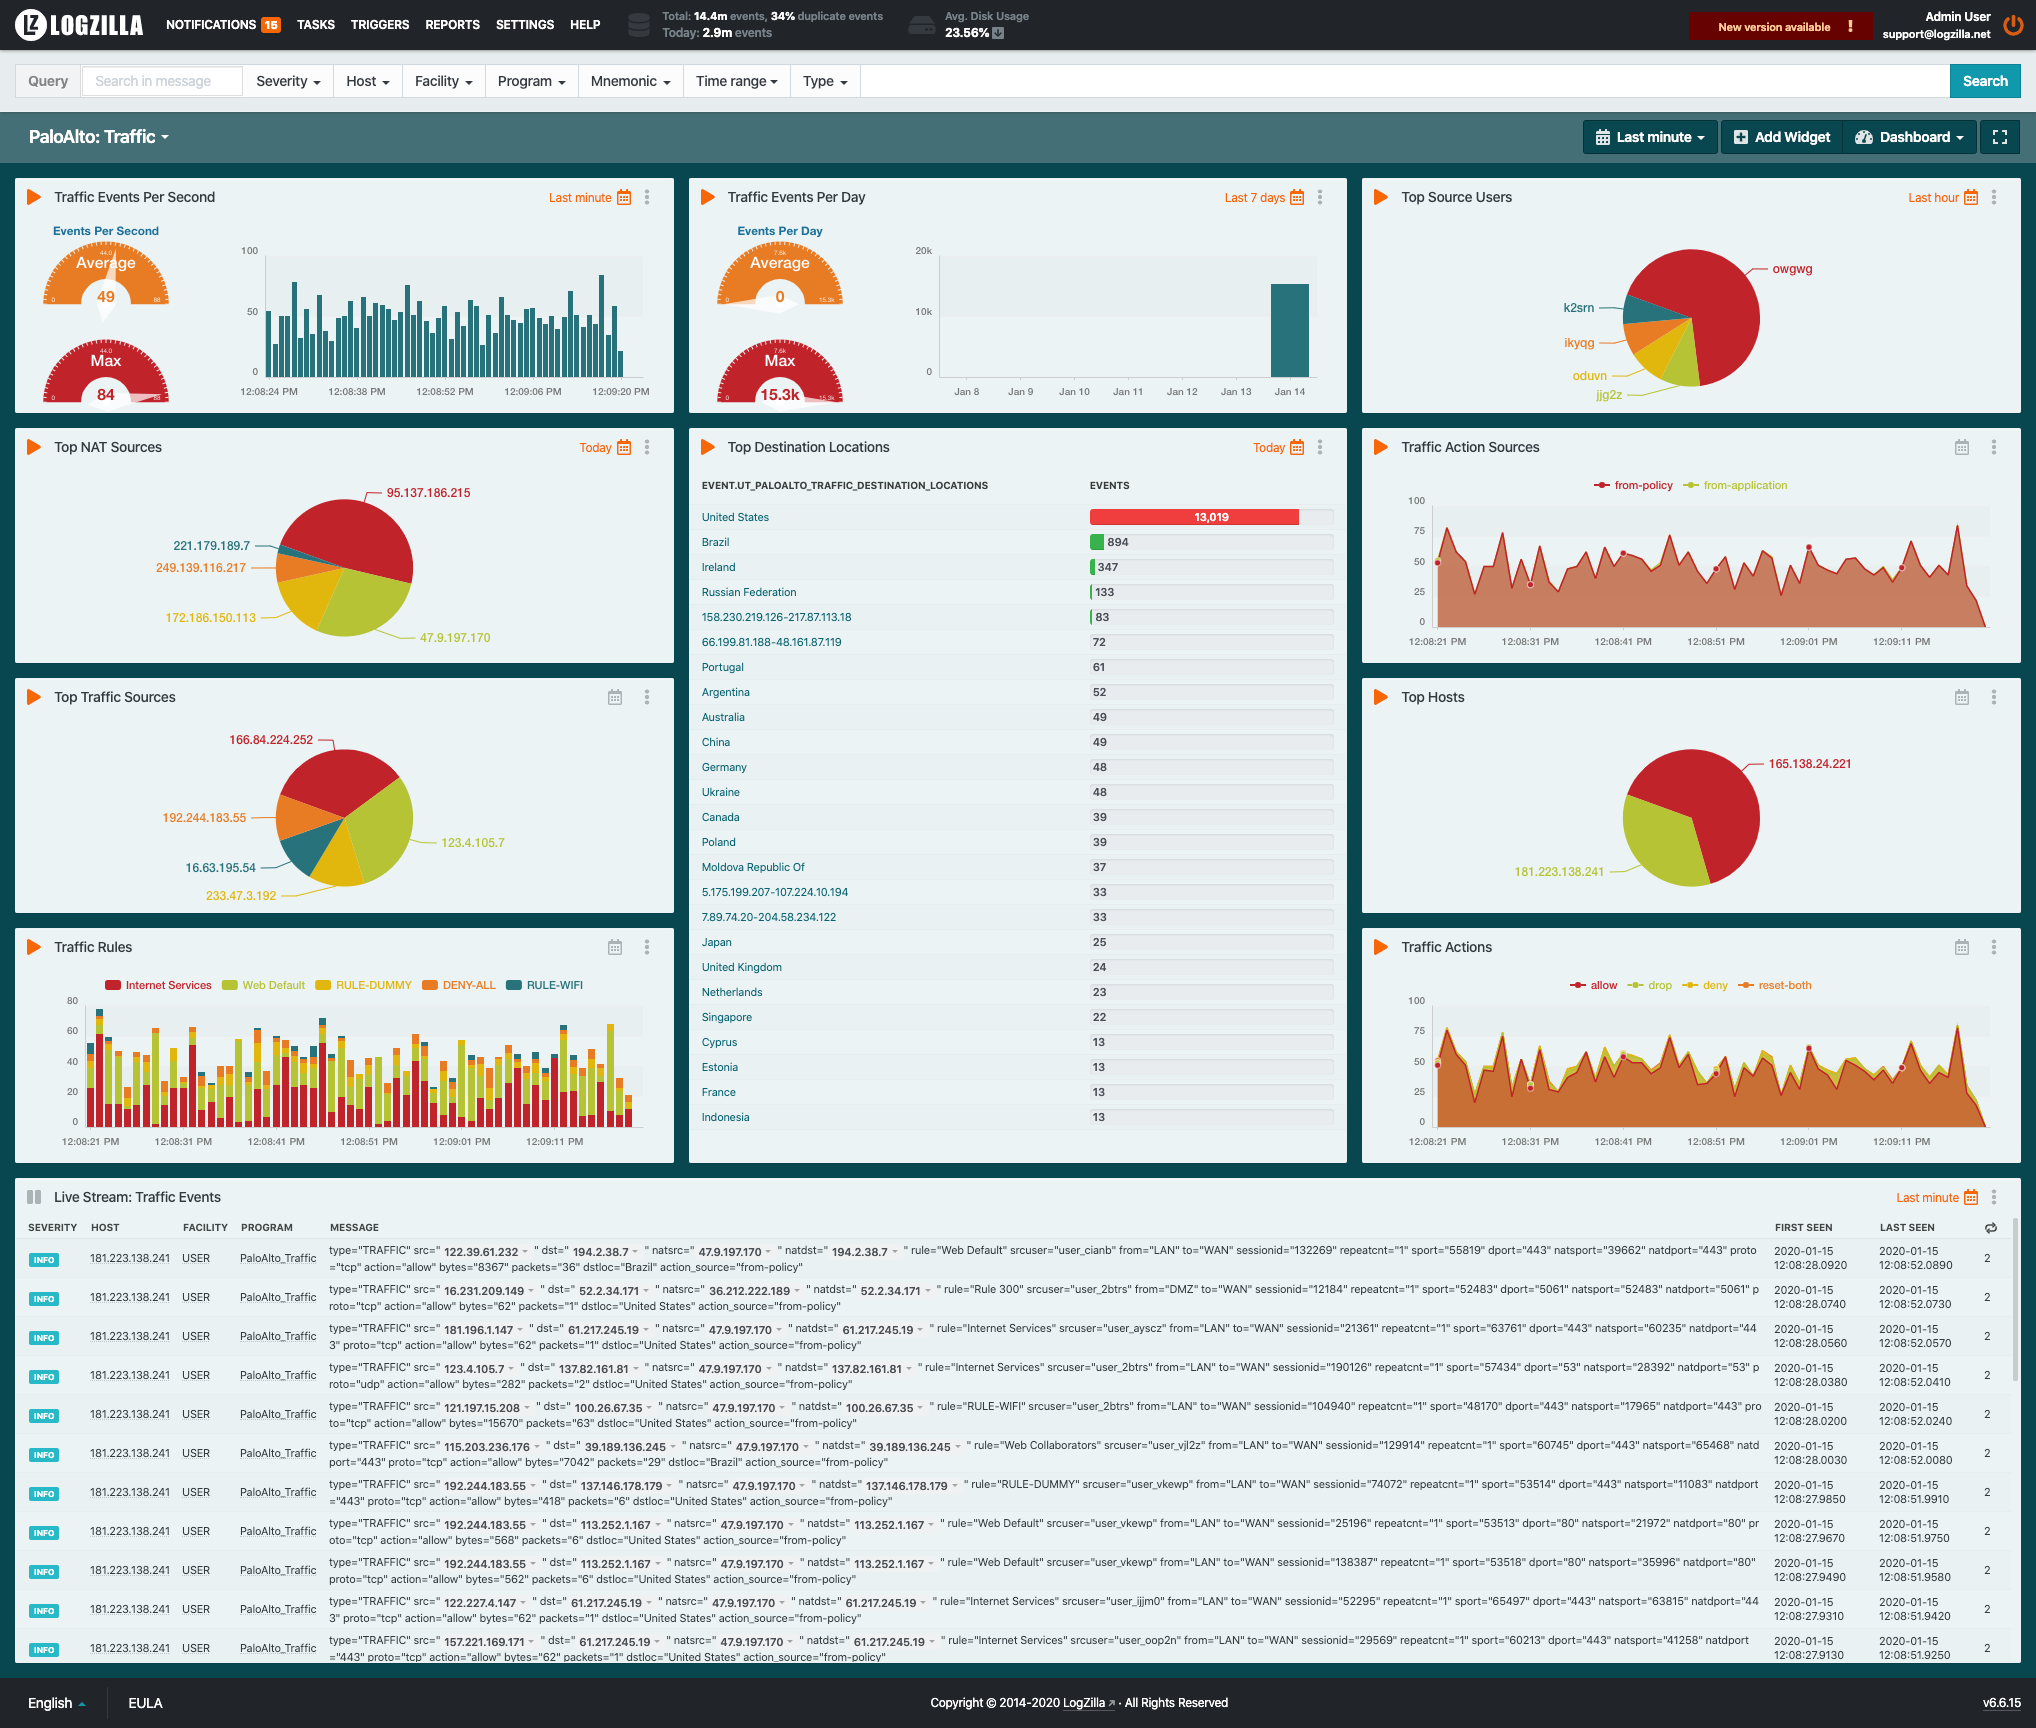 LOGZILLA
NOTIFICATIONS 15 TASKS TRIGGERS REPORTS SETTINGS HELP
Total: 14.4m events, 34% duplicate events
Today: 2.9m events
Avg. Disk Usage
23.56%
New version available !
Admin User
support@logzilla.net
Query Search in message Severity Host Facility Program Mnemonic Time range Type Search
PaloAlto: Traffic
Last minute Add Widget Dashboard
Traffic Events Per Second Last minute
Events Per Second
44.0
Average
0 49 88
44.0
Max
0 84 88
100
50
0
12:08:24 PM 12:08:38 PM 12:08:52 PM 12:09:06 PM 12:09:20 PM
Traffic Events Per Day Last 7 days
Events Per Day
7.6k
Average
0 0 15.3k
7.6k
Max
0 15.3k 15.3k
20k
10k
0
Jan 8 Jan 9 Jan 10 Jan 11 Jan 12 Jan 13 Jan 14
Top Source Users Last hour
owgwg
k2srn
ikyqg
oduvn
jjg2z
Top NAT Sources Today
95.137.186.215
221.179.189.7
249.139.116.217
172.186.150.113
47.9.197.170
Top Destination Locations Today
EVENT.UT_PALOALTO_TRAFFIC_DESTINATION_LOCATIONS EVENTS
United States 13,019
Brazil 894
Ireland 347
Russian Federation 133
158.230.219.126-217.87.113.18 83
66.199.81.188-48.161.87.119 72
Portugal 61
Argentina 52
Australia 49
China 49
Germany 48
Ukraine 48
Canada 39
Poland 39
Moldova Republic Of 37
5.175.199.207-107.224.10.194 33
7.89.74.20-204.58.234.122 33
Japan 25
United Kingdom 24
Netherlands 23
Singapore 22
Cyprus 13
Estonia 13
France 13
Indonesia 13
Traffic Action Sources
from-policy from-application
100
75
50
25
0
12:08:21 PM 12:08:31 PM 12:08:41 PM 12:08:51 PM 12:09:01 PM 12:09:11 PM
Top Traffic Sources
166.84.224.252
192.244.183.55
123.4.105.7
16.63.195.54
233.47.3.192
Top Hosts
165.138.24.221
181.223.138.241
Traffic Rules
Internet Services Web Default RULE-DUMMY DENY-ALL RULE-WIFI
80
60
40
20
0
12:08:21 PM 12:08:31 PM 12:08:41 PM 12:08:51 PM 12:09:01 PM 12:09:11 PM
Traffic Actions
allow drop deny reset-both
100
75
50
25
0
12:08:21 PM 12:08:31 PM 12:08:41 PM 12:08:51 PM 12:09:01 PM 12:09:11 PM
Live Stream: Traffic Events Last minute
SEVERITY HOST FACILITY PROGRAM MESSAGE FIRST SEEN LAST SEEN
INFO 181.223.138.241 USER PaloAlto_Traffic type="TRAFFIC" src=" 122.39.61.232 " dst=" 194.2.38.7 " natsrc=" 47.9.197.170 " natdst=" 194.2.38.7 " rule="Web Default" srcuser="user_cianb" from="LAN" to="WAN" sessionid="132269" repeatcnt="1" sport="55819" dport="443" natsport="39662" natdport="443" proto 2020-01-15 2020-01-15 2
="tcp" action="allow" bytes="8367" packets="36" dstloc="Brazil" action_source="from-policy" 12:08:28.0920 12:08:52.0890
INFO 181.223.138.241 USER PaloAlto_Traffic type="TRAFFIC" src=" 16.231.209.149 " dst=" 52.2.34.171 " natsrc=" 36.212.222.189 " natdst=" 52.2.34.171 " rule="Rule 300" srcuser="user_2btrs" from="DMZ" to="WAN" sessionid="12184" repeatcnt="1" sport="52483" dport="5061" natsport="52483" natdport="5061" p 2020-01-15 2020-01-15 2
roto="tcp" action="allow" bytes="62" packets="1" dstloc="United States" action_source="from-policy" 12:08:28.0740 12:08:52.0730
INFO 181.223.138.241 USER PaloAlto_Traffic type="TRAFFIC" src=" 181.196.1.147 " dst=" 61.217.245.19 " natsrc=" 47.9.197.170 " natdst=" 61.217.245.19 " rule="Internet Services" srcuser="user_ayscz" from="LAN" to="WAN" sessionid="21361" repeatcnt="1" sport="63761" dport="443" natsport="60235" natdport="44 2020-01-15 2020-01-15 2
3" proto="tcp" action="allow" bytes="62" packets="1" dstloc="United States" action_source="from-policy" 12:08:28.0560 12:08:52.0570
INFO 181.223.138.241 USER PaloAlto_Traffic type="TRAFFIC" src=" 123.4.105.7 " dst=" 137.82.161.81 " natsrc=" 47.9.197.170 " natdst=" 137.82.161.81 " rule="Internet Services" srcuser="user_2btrs" from="LAN" to="WAN" sessionid="190126" repeatcnt="1" sport="57434" dport="53" natsport="28392" natdport="53" p 2020-01-15 2020-01-15 2
roto="udp" action="allow" bytes="282" packets="2" dstloc="United States" action_source="from-policy" 12:08:28.0380 12:08:52.0410
INFO 181.223.138.241 USER PaloAlto_Traffic type="TRAFFIC" src=" 121.197.15.208 " dst=" 100.26.67.35 " natsrc=" 47.9.197.170 " natdst=" 100.26.67.35 " rule="RULE-WIFI" srcuser="user_2btrs" from="LAN" to="WAN" sessionid="104940" repeatcnt="1" sport="48170" dport="443" natsport="17965" natdport="443" pro 2020-01-15 2020-01-15 2
to="tcp" action="allow" bytes="15670" packets="63" dstloc="United States" action_source="from-policy" 12:08:28.0200 12:08:52.0240
INFO 181.223.138.241 USER PaloAlto_Traffic type="TRAFFIC" src=" 115.203.236.176 " dst=" 39.189.136.245 " natsrc=" 47.9.197.170 " natdst=" 39.189.136.245 " rule="Web Collaborators" srcuser="user_vjl2z" from="LAN" to="WAN" sessionid="129914" repeatcnt="1" sport="60745" dport="443" natsport="65468" natd 2020-01-15 2020-01-15 2
port="443" proto="tcp" action="allow" bytes="7042" packets="29" dstloc="Brazil" action_source="from-policy" 12:08:28.0030 12:08:52.0080
INFO 181.223.138.241 USER PaloAlto_Traffic type="TRAFFIC" src=" 192.244.183.55 " dst=" 137.146.178.179 " natsrc=" 47.9.197.170 " natdst=" 137.146.178.179 " rule="RULE-DUMMY" srcuser="user_vkewp" from="LAN" to="WAN" sessionid="74072" repeatcnt="1" sport="53514" dport="443" natsport="11083" natdport 2020-01-15 2020-01-15 2
="443" proto="tcp" action="allow" bytes="418" packets="6" dstloc="United States" action_source="from-policy" 12:08:27.9850 12:08:51.9910
INFO 181.223.138.241 USER PaloAlto_Traffic type="TRAFFIC" src=" 192.244.183.55 " dst=" 113.252.1.167 " natsrc=" 47.9.197.170 " natdst=" 113.252.1.167 " rule="Web Default" srcuser="user_vkewp" from="LAN" to="WAN" sessionid="25196" repeatcnt="1" sport="53513" dport="80" natsport="21972" natdport="80" pr 2020-01-15 2020-01-15 2
oto="tcp" action="allow" bytes="568" packets="6" dstloc="United States" action_source="from-policy" 12:08:27.9670 12:08:51.9750
INFO 181.223.138.241 USER PaloAlto_Traffic type="TRAFFIC" src=" 192.244.183.55 " dst=" 113.252.1.167 " natsrc=" 47.9.197.170 " natdst=" 113.252.1.167 " rule="Web Default" srcuser="user_vkewp" from="LAN" to="WAN" sessionid="138387" repeatcnt="1" sport="53518" dport="80" natsport="35996" natdport="80" 2020-01-15 2020-01-15 2
proto="tcp" action="allow" bytes="562" packets="6" dstloc="United States" action_source="from-policy" 12:08:27.9490 12:08:51.9580
INFO 181.223.138.241 USER PaloAlto_Traffic type="TRAFFIC" src=" 122.227.4.147 " dst=" 61.217.245.19 " natsrc=" 47.9.197.170 " natdst=" 61.217.245.19 " rule="Internet Services" srcuser="user_ijjm0" from="LAN" to="WAN" sessionid="52295" repeatcnt="1" sport="65497" dport="443" natsport="63815" natdport="44 2020-01-15 2020-01-15 2
3" proto="tcp" action="allow" bytes="62" packets="1" dstloc="United States" action_source="from-policy" 12:08:27.9310 12:08:51.9420
INFO 181.223.138.241 USER PaloAlto_Traffic type="TRAFFIC" src=" 157.221.169.171 " dst=" 61.217.245.19 " natsrc=" 47.9.197.170 " natdst=" 61.217.245.19 " rule="Internet Services" srcuser="user_oop2n" from="LAN" to="WAN" sessionid="29569" repeatcnt="1" sport="60213" dport="443" natsport="41258" natdport 2020-01-15 2020-01-15 2
="443" proto="tcp" action="allow" bytes="62" packets="1" dstloc="United States" action_source="from-policy" 12:08:27.9130 12:08:51.9250
English EULA Copyright © 2014-2020 LogZilla · All Rights Reserved v6.6.15